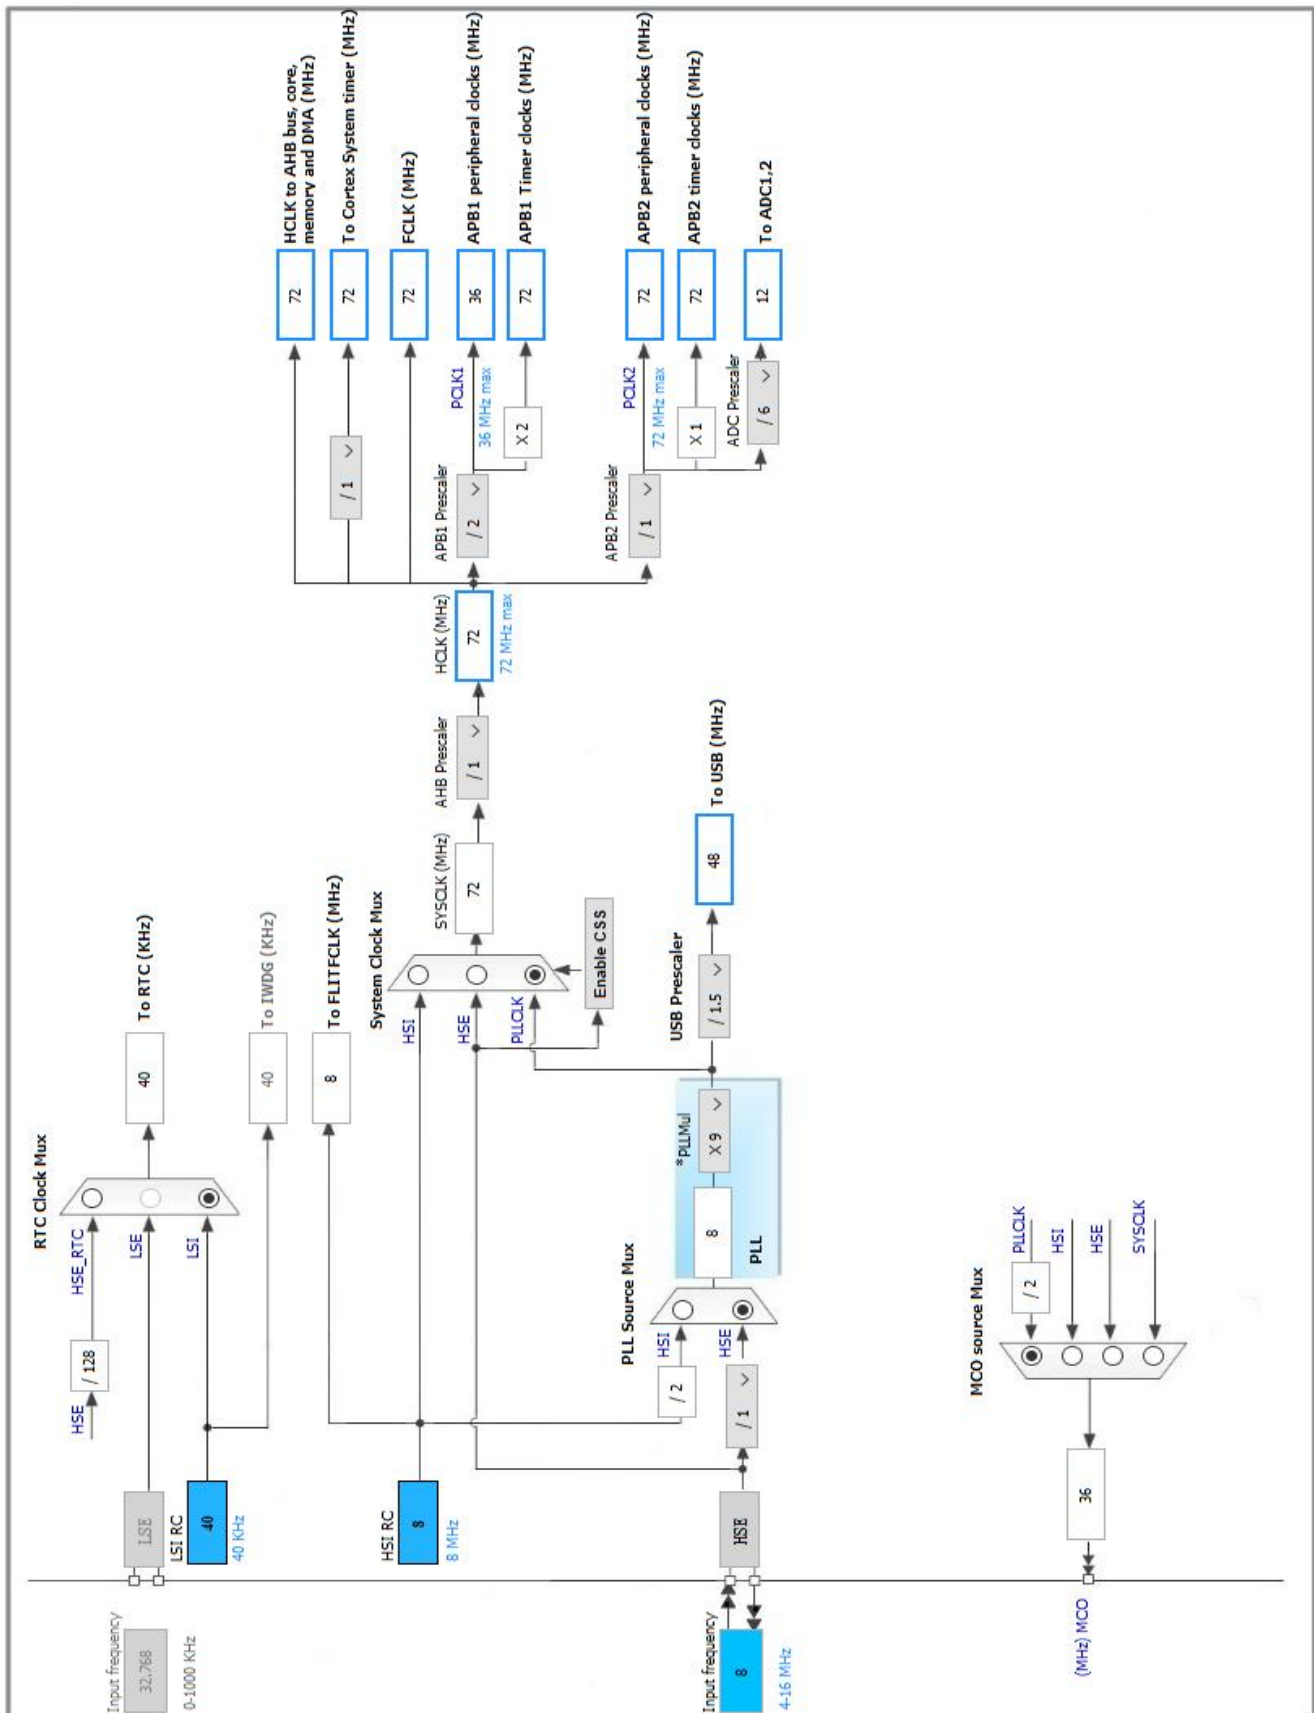 RTC Clock Mux
HSE
/ 128
HSE_RTC
Input frequency
32.768
0-1000 KHz
LSE
LSE
40
To RTC (KHz)
LSI RC
40
40 KHz
LSI
40
To IWDG (KHz)
8
To FLITFCLK (MHz)
HSI RC
8
8 MHz
System Clock Mux
HSI
HSE
PLLCLK
Enable CSS
SYSCLK (MHz)
72
AHB Prescaler
/ 1
HCLK (MHz)
72
72 MHz max
72
HCLK to AHB bus, core,
memory and DMA (MHz)
/ 1
72
To Cortex System timer (MHz)
72
FCLK (MHz)
APB1 Prescaler
/ 2
PCLK1
36 MHz max
36
APB1 peripheral clocks (MHz)
X 2
72
APB1 Timer clocks (MHz)
APB2 Prescaler
/ 1
PCLK2
72 MHz max
72
APB2 peripheral clocks (MHz)
X 1
72
APB2 timer clocks (MHz)
ADC Prescaler
/ 6
12
To ADC1,2
PLL Source Mux
/ 2
HSI
Input frequency
8
4-16 MHz
HSE
/ 1
HSE
8
*PLLMul
X 9
PLL
USB Prescaler
/ 1.5
48
To USB (MHz)
MCO source Mux
(MHz) MCO
36
/ 2
PLLCLK
HSI
HSE
SYSCLK